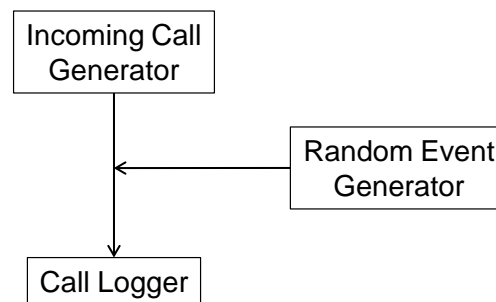 Incoming Call
Generator
Random Event
Generator
Call Logger